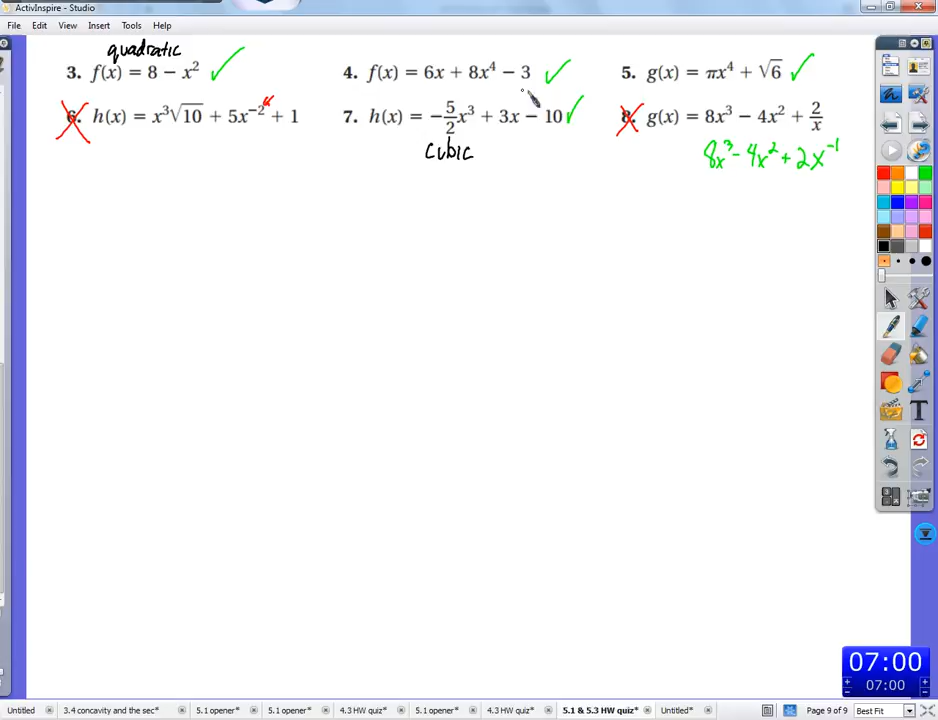 ActivInspire - Studio
File Edit View Insert Tools Help
quadratic
3. f(x) = 8 − x² ✓ 4. f(x) = 6x + 8x⁴ − 3 ✓ 5. g(x) = πx⁴ + √6 ✓
6. h(x) = x³√10 + 5x⁻² + 1 7. h(x) = −5/2x³ + 3x − 10 ✓ 8. g(x) = 8x³ − 4x² + 2/x
cubic 8x³ − 4x² + 2x⁻¹
07:00
07:00
Untitled 3.4 concavity and the sec* 5.1 opener* 5.1 opener* 4.3 HW quiz* 5.1 opener* 4.3 HW quiz* 5.1 & 5.3 HW quiz* Untitled* Page 9 of 9 Best Fit